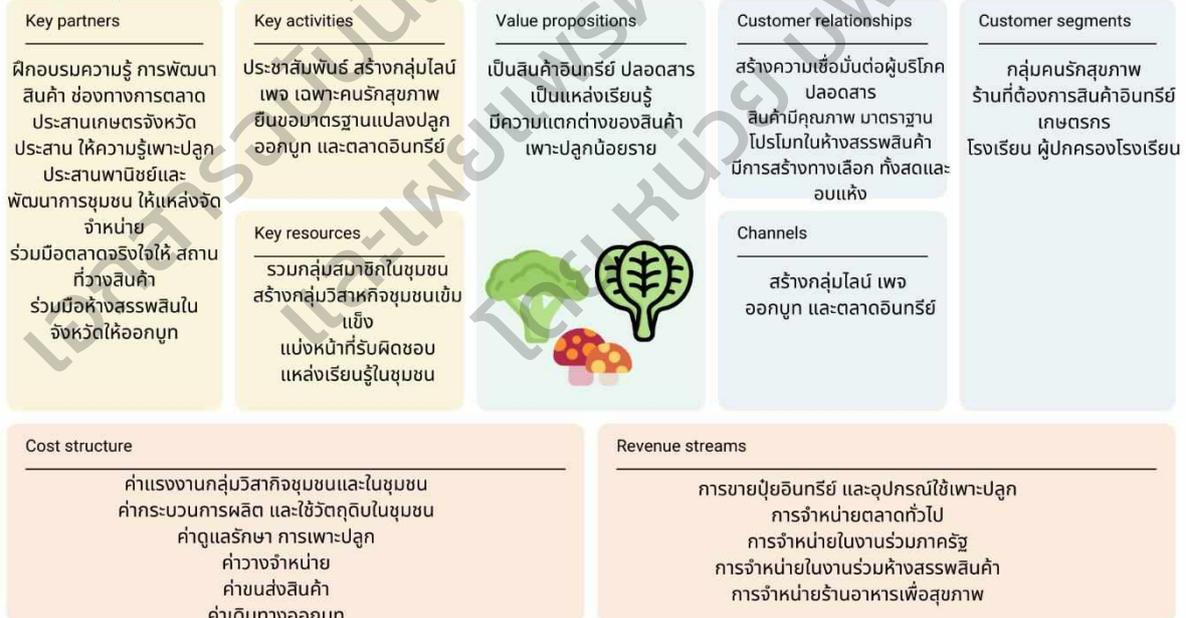 Key partners
ฝึกอบรมความรู้ การพัฒนา
สินค้า ช่องทางการตลาด
ประสานเกษตรจังหวัด
ประสาน ให้ความรู้เพาะปลูก
ประสานพานิชย์และ
พัฒนาการชุมชน ให้แหล่งจัด
จำหน่าย
ร่วมมือตลาดจริงใจให้ สถาน
ที่วางสินค้า
ร่วมมือห้างสรรพสินใน
จังหวัดให้ออกบูท
Key activities
ประชาสัมพันธ์ สร้างกลุ่มไลน์
เพจ เฉพาะคนรักสุขภาพ
ยืนขอมาตรฐานแปลงปลูก
ออกบูท และตลาดอินทรีย์
Key resources
รวมกลุ่มสมาชิกในชุมชน
สร้างกลุ่มวิสาหกิจชุมชนเข้ม
แข็ง
แบ่งหน้าที่รับผิดชอบ
แหล่งเรียนรู้ในชุมชน
Value propositions
เป็นสินค้าอินทรีย์ ปลอดสาร
เป็นแหล่งเรียนรู้
มีความแตกต่างของสินค้า
เพาะปลูกน้อยราย
Customer relationships
สร้างความเชื่อมั่นต่อผู้บริโภค
ปลอดสาร
สินค้ามีคุณภาพ มาตราฐาน
โปรโมทในห้างสรรพสินค้า
มีการสร้างทางเลือก ทั้งสดและ
อบแห้ง
Channels
สร้างกลุ่มไลน์ เพจ
ออกบูท และตลาดอินทรีย์
Customer segments
กลุ่มคนรักสุขภาพ
ร้านที่ต้องการสินค้าอินทรีย์
เกษตรกร
โรงเรียน ผู้ปกครองโรงเรียน
Cost structure
ค่าแรงงานกลุ่มวิสากิจชุมชนและในชุมชน
ค่ากระบวนการผลิต และใช้วัตถุดิบในชุมชน
ค่าดูแลรักษา การเพาะปลูก
ค่าวางจำหน่าย
ค่าขนส่งสินค้า
ค่าเดินทางออกบูท
Revenue streams
การขายปุ๋ยอินทรีย์ และอุปกรณ์ใช้เพาะปลูก
การจำหน่ายตลาดทั่วไป
การจำหน่ายในงานร่วมภาครัฐ
การจำหน่ายในงานร่วมห้างสรรพสินค้า
การจำหน่ายร้านอาหารเพื่อสุขภาพ